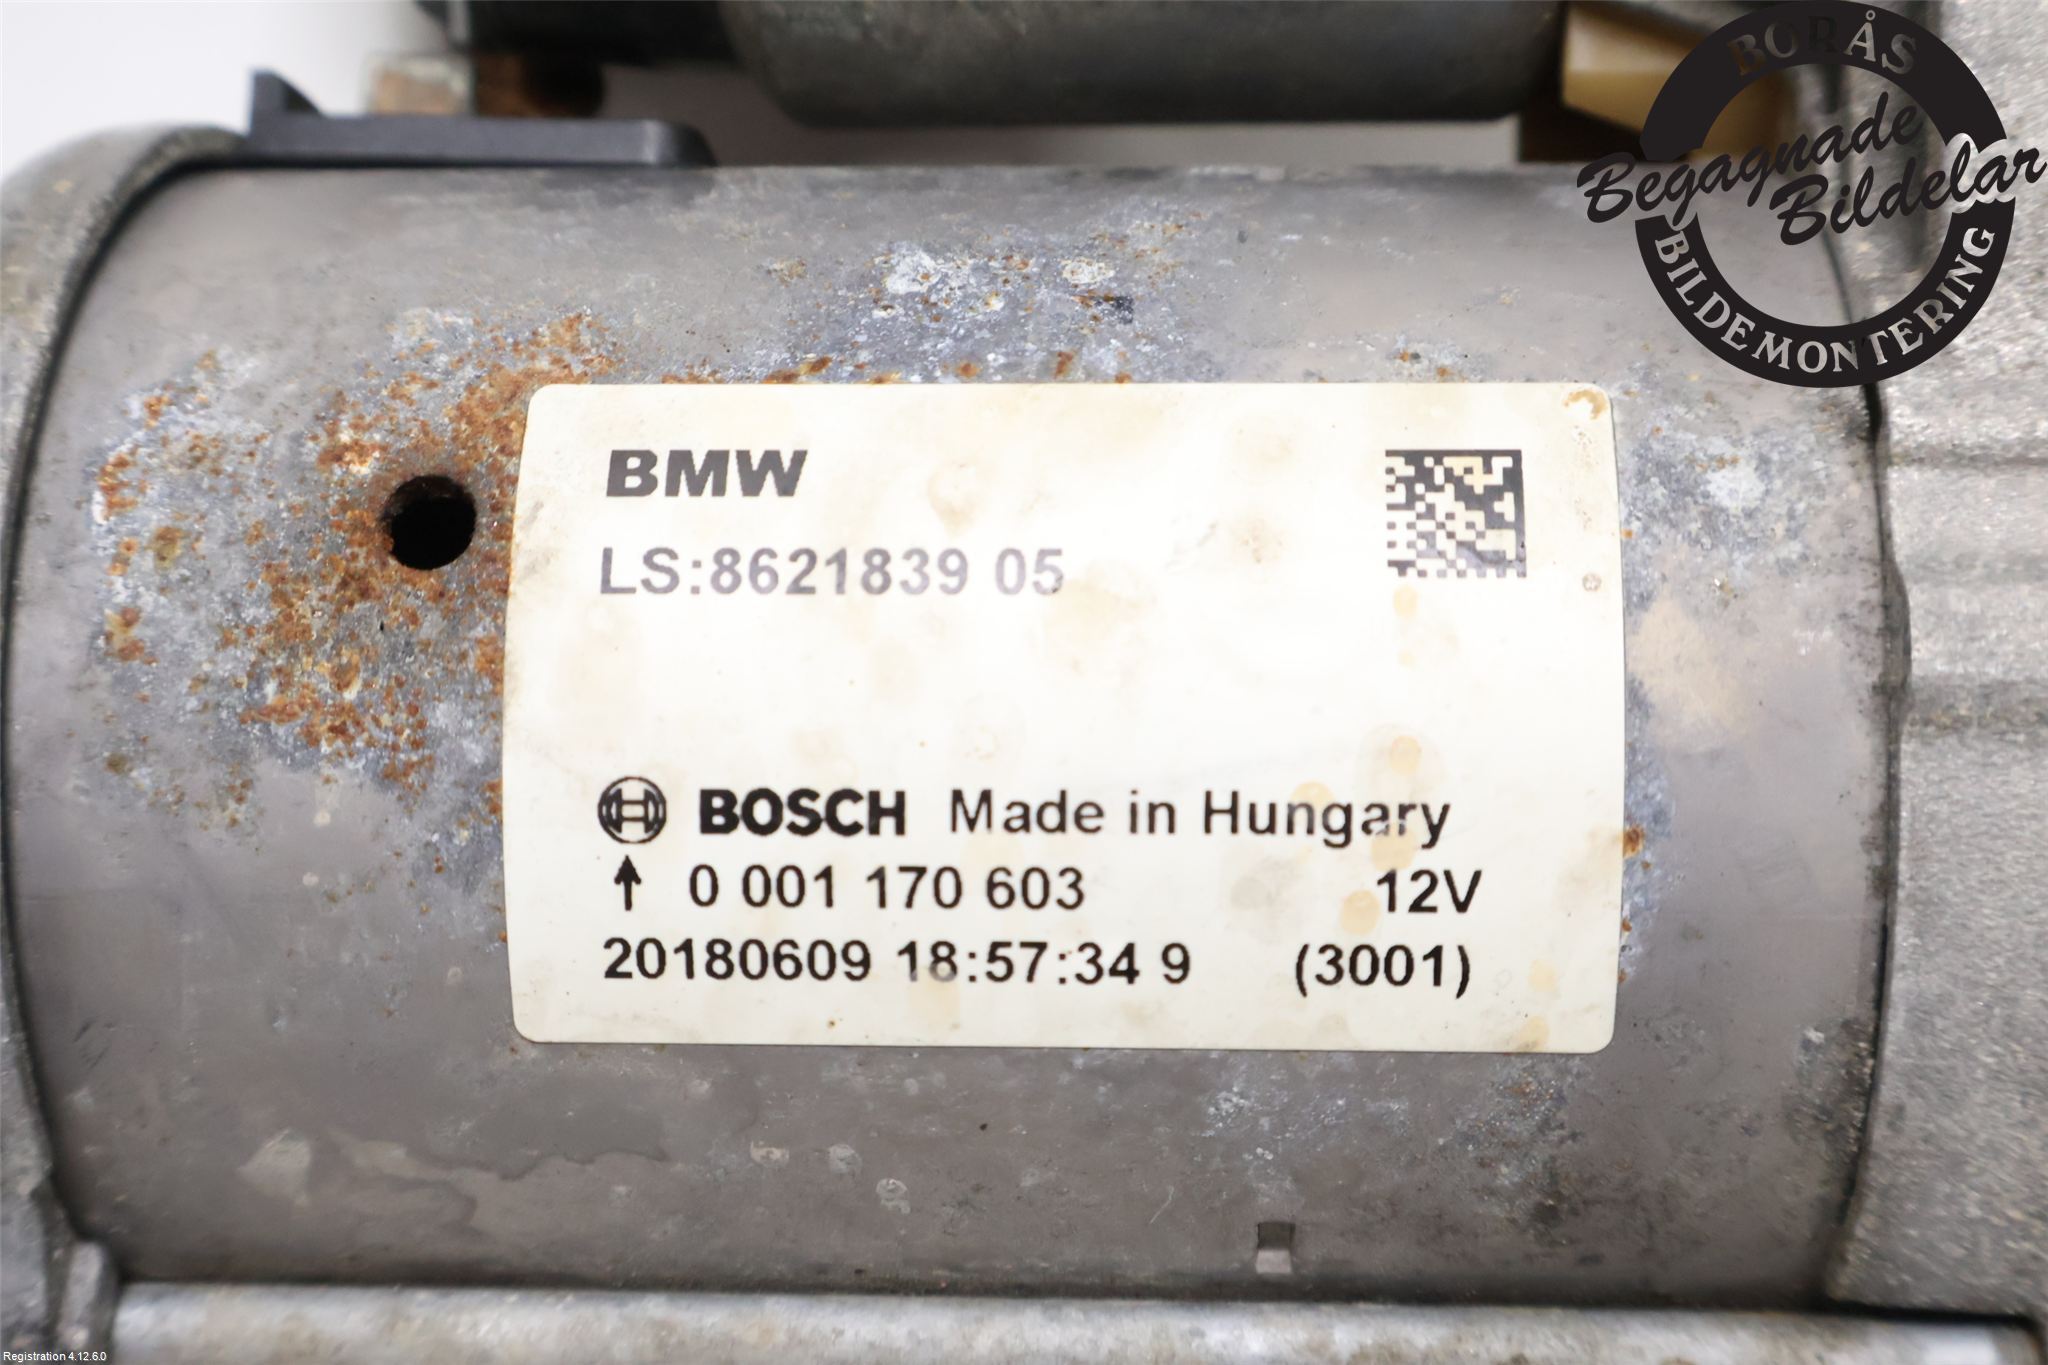 BORÅS
Begagnade
Bildelar
BILDEMONTERING
BMW
LS:8621839 05
BOSCH Made in Hungary
↑ 0 001 170 603 12V
20180609 18:57:34 9 (3001)
Registration 4.12.6.0